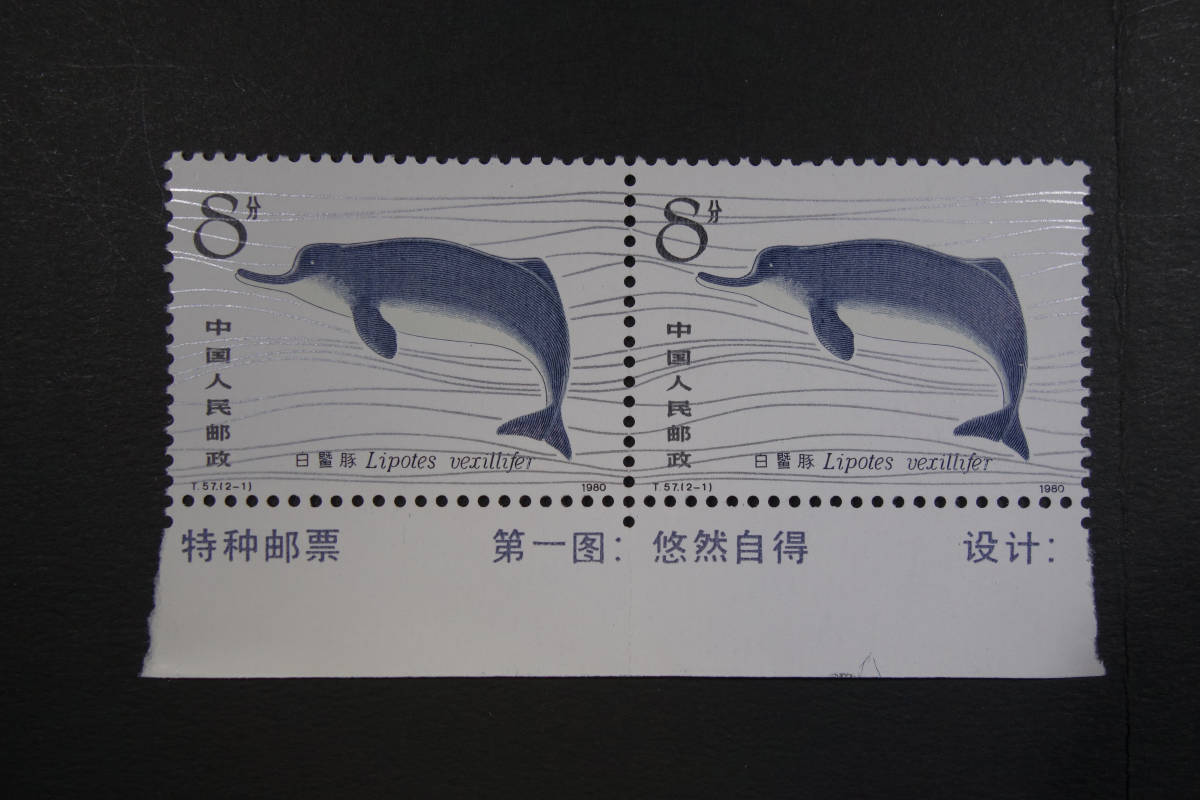 8分
中国人民邮政
白鱀豚 Lipotes vexillifer
T.57.(2-1) 1980
8分
中国人民邮政
白鱀豚 Lipotes vexillifer
T.57.(2-1) 1980
特种邮票 第一图：悠然自得 设计：